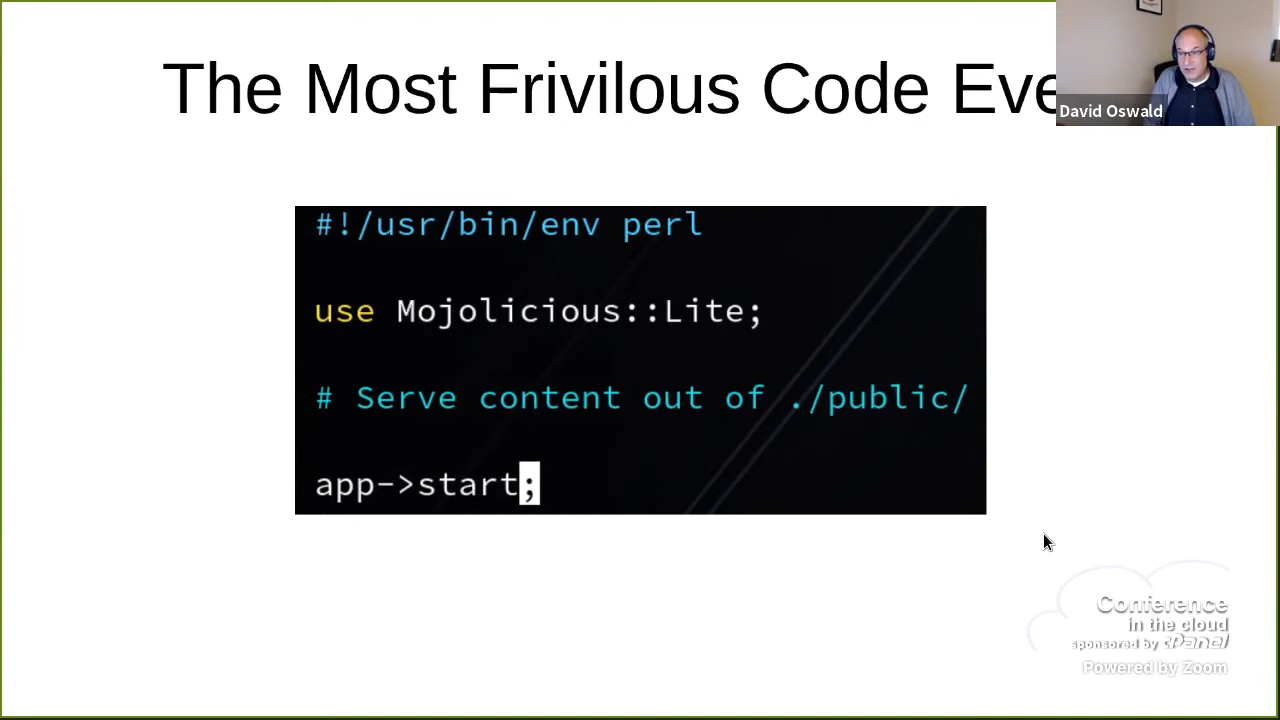 The Most Frivilous Code Eve
David Oswald
#!/usr/bin/env perl
use Mojolicious::Lite;
# Serve content out of ./public/
app->start;
Conference
in the cloud
sponsored by cPanel
Powered by Zoom